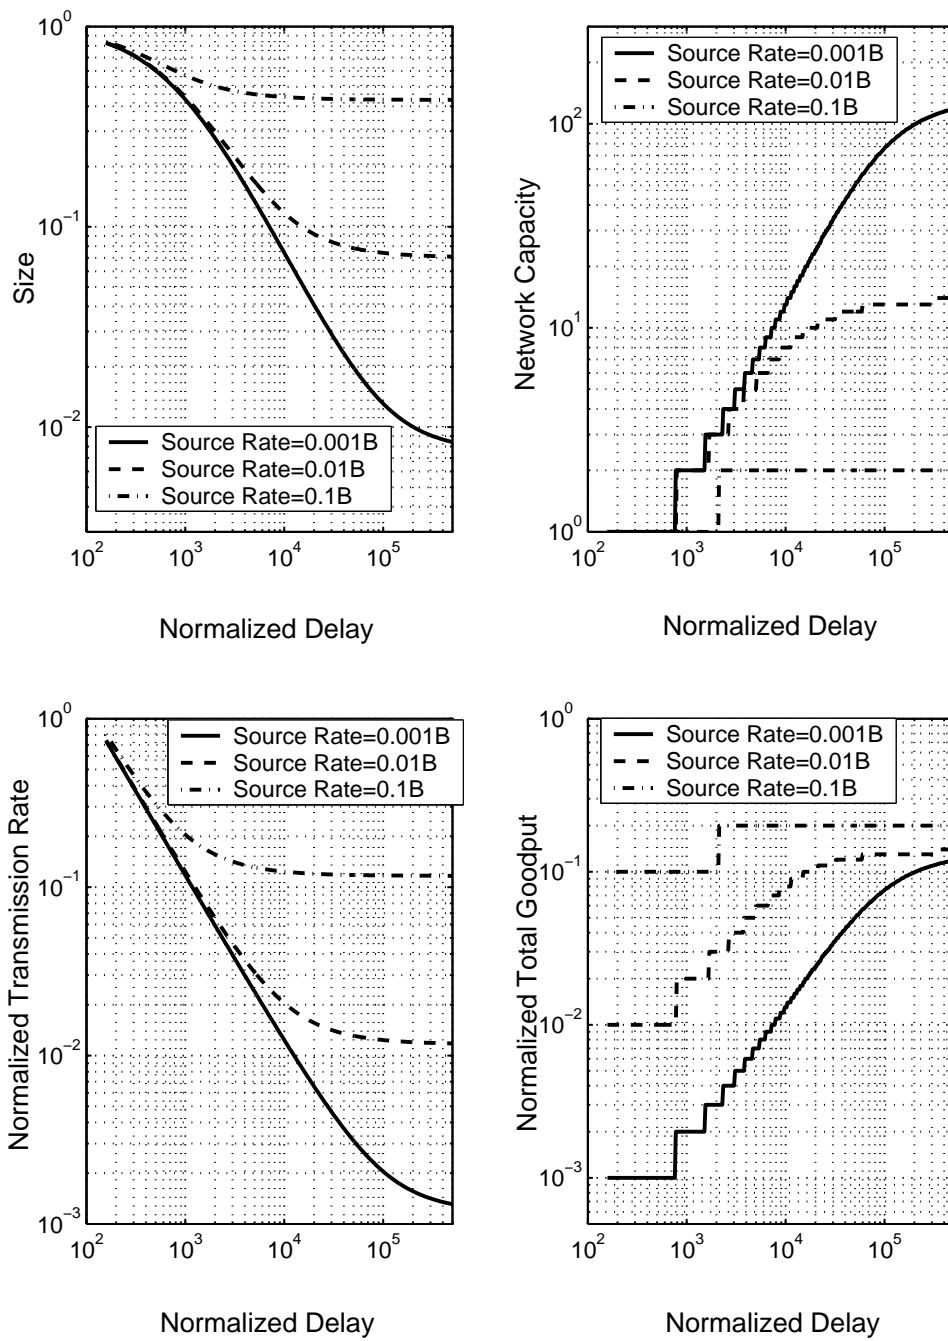 10^0
10^-1
10^-2
Size
Source Rate=0.001B
Source Rate=0.01B
Source Rate=0.1B
10^2 10^3 10^4 10^5
Normalized Delay
Source Rate=0.001B
Source Rate=0.01B
Source Rate=0.1B
10^2
10^1
10^0
Network Capacity
10^2 10^3 10^4 10^5
Normalized Delay
10^0
10^-1
10^-2
10^-3
Normalized Transmission Rate
Source Rate=0.001B
Source Rate=0.01B
Source Rate=0.1B
10^2 10^3 10^4 10^5
Normalized Delay
10^0
10^-1
10^-2
10^-3
Normalized Total Goodput
Source Rate=0.001B
Source Rate=0.01B
Source Rate=0.1B
10^2 10^3 10^4 10^5
Normalized Delay